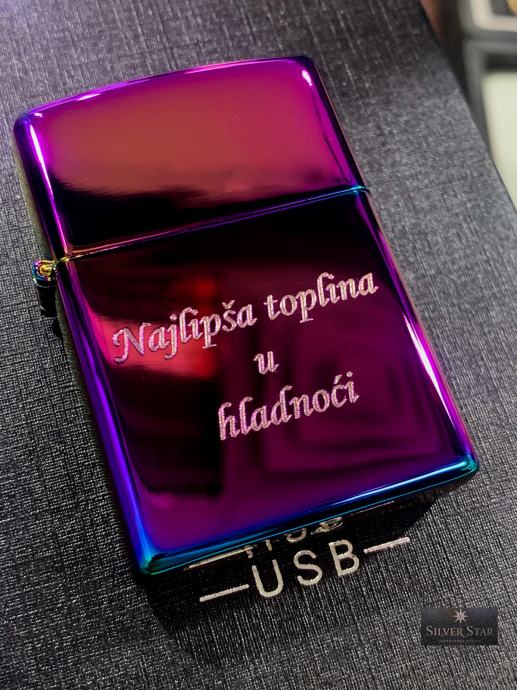 Najlipša toplina
u
hladnoći
USB
SILVER STAR